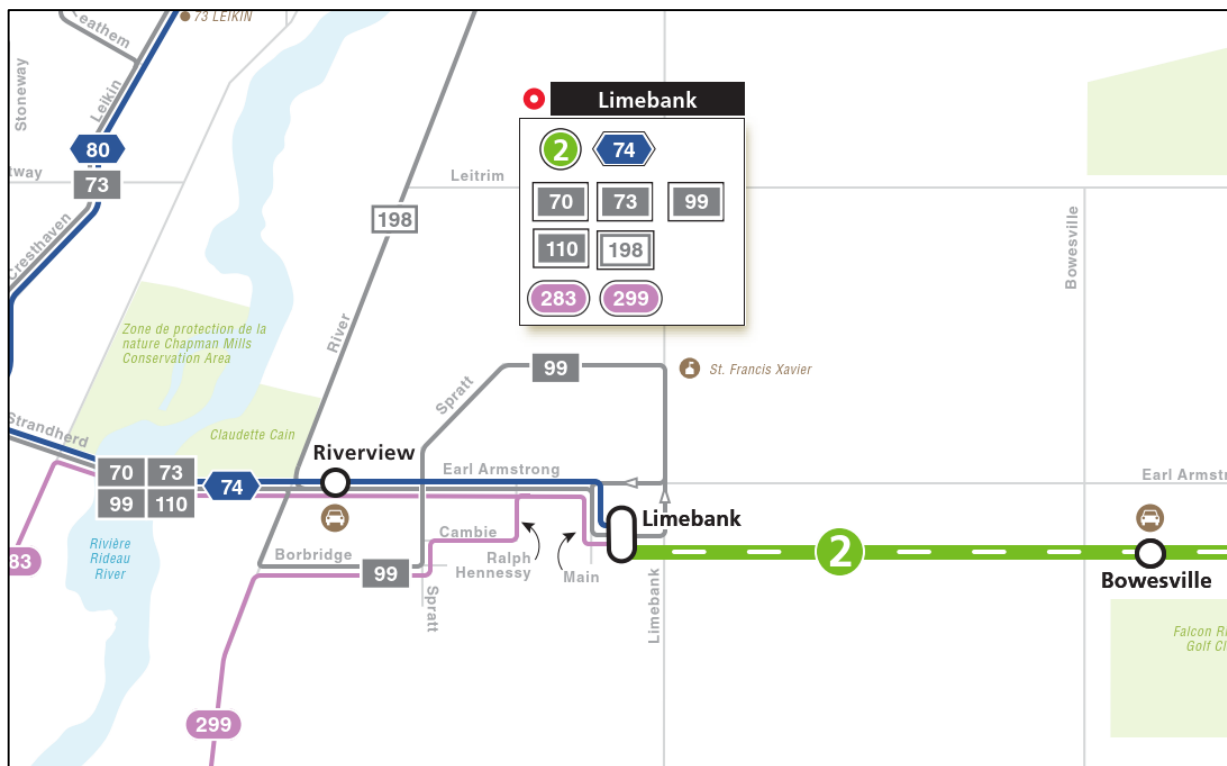 73 LEIKIN
eathem
Stoneway
Leikin
80
73
tway
Cresthaven
198
River
Limebank
2
74
70
73
99
110
198
283
299
Leitrim
Bowesville
Zone de protection de la
nature Chapman Mills
Conservation Area
99
Spratt
St. Francis Xavier
Strandherd
Claudette Cain
Riverview
70
73
99
110
74
Earl Armstrong
Earl Armstr
Limebank
Cambie
Borbridge
99
Ralph
Hennessy
Main
Spratt
Limebank
2
Bowesville
83
Rivière
Rideau
River
299
Falcon Ri
Golf Cl